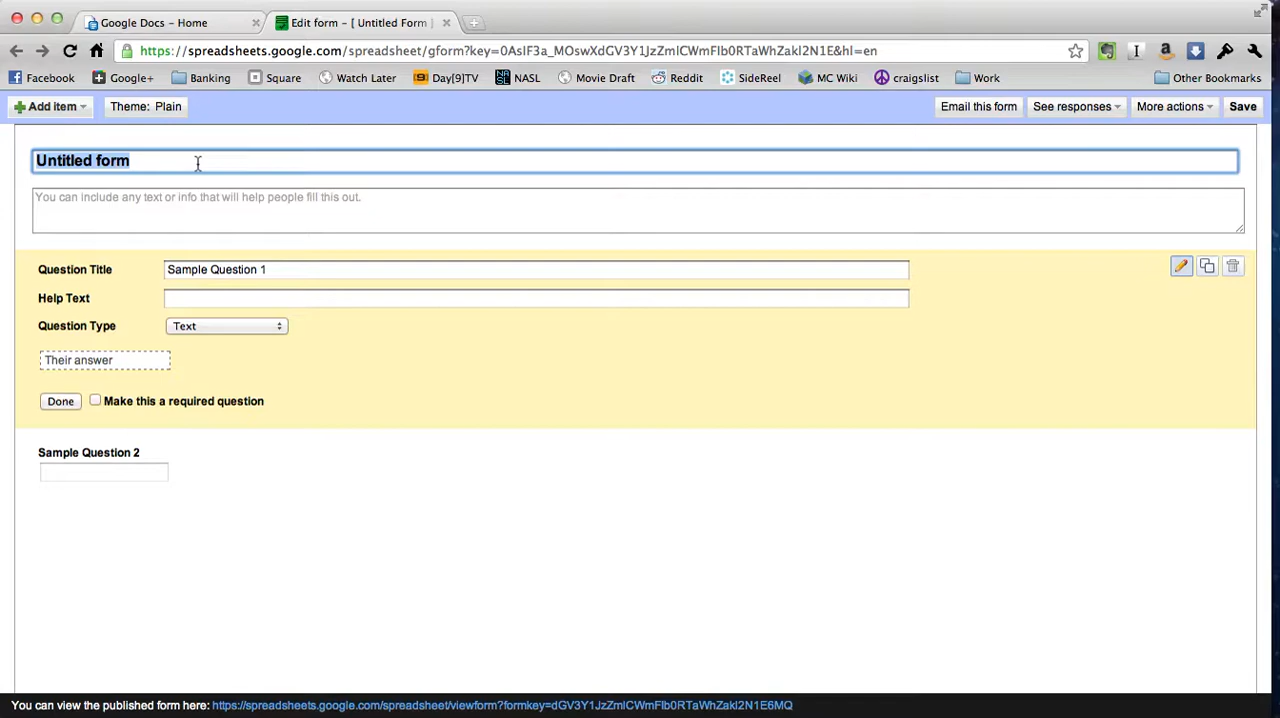 Google Docs – Home
Edit form – [ Untitled Form ]
https://spreadsheets.google.com/spreadsheet/gform?key=0AslF3a_MOswXdGV3Y1JzZmlCWmFlb0RTaWhZakl2N1E&hl=en
Facebook
Google+
Banking
Square
Watch Later
Day[9]TV
NASL
Movie Draft
Reddit
SideReel
MC Wiki
craigslist
Work
Other Bookmarks
Add item
Theme: Plain
Email this form
See responses
More actions
Save
Untitled form
You can include any text or info that will help people fill this out.
Question Title
Sample Question 1
Help Text
Question Type
Text
Their answer
Done
Make this a required question
Sample Question 2
You can view the published form here: https://spreadsheets.google.com/spreadsheet/viewform?formkey=dGV3Y1JzZmlCWmFlb0RTaWhZakl2N1E6MQ